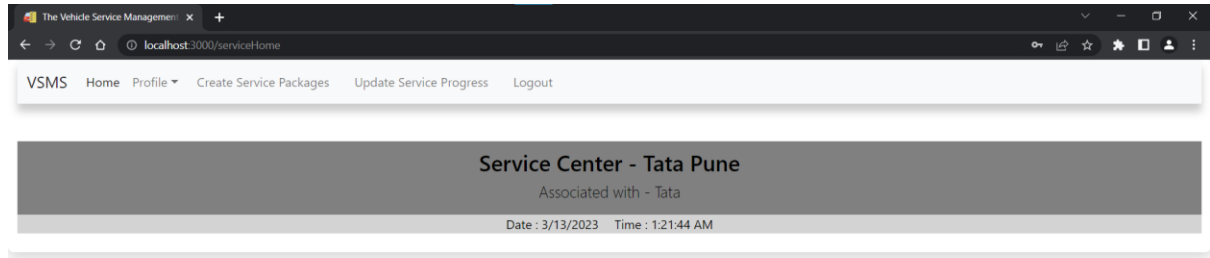 The Vehicle Service Management
localhost:3000/serviceHome
VSMS Home Profile Create Service Packages Update Service Progress Logout
Service Center - Tata Pune
Associated with - Tata
Date : 3/13/2023 Time : 1:21:44 AM